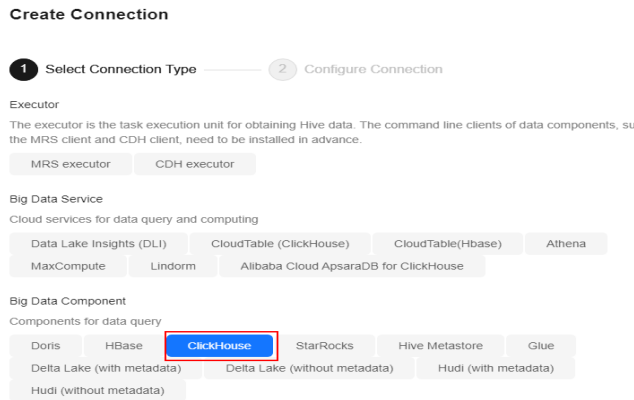 Create Connection
1 Select Connection Type 2 Configure Connection
Executor
The executor is the task execution unit for obtaining Hive data. The command line clients of data components, su
the MRS client and CDH client, need to be installed in advance.
MRS executor CDH executor
Big Data Service
Cloud services for data query and computing
Data Lake Insights (DLI) CloudTable (ClickHouse) CloudTable(Hbase) Athena
MaxCompute Lindorm Alibaba Cloud ApsaraDB for ClickHouse
Big Data Component
Components for data query
Doris HBase ClickHouse StarRocks Hive Metastore Glue
Delta Lake (with metadata) Delta Lake (without metadata) Hudi (with metadata)
Hudi (without metadata)